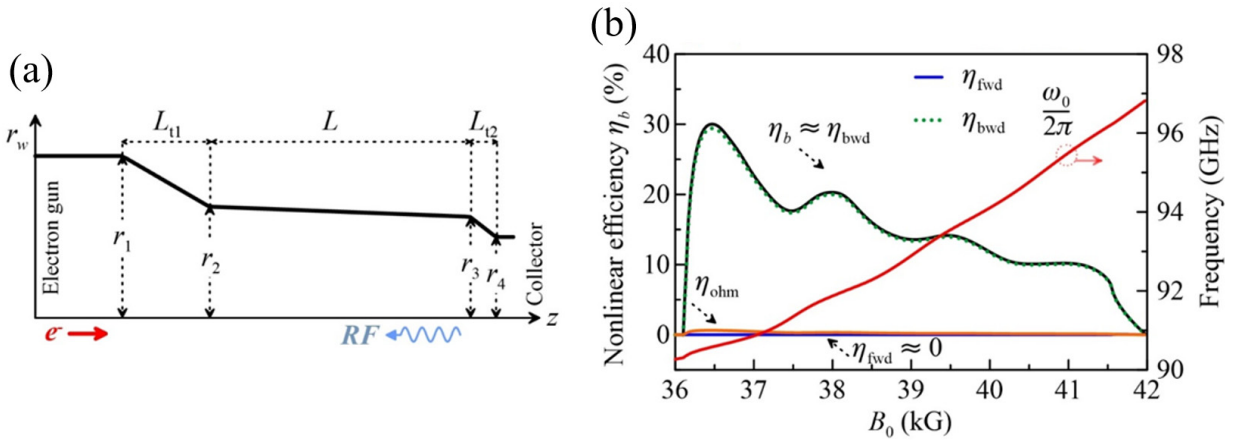 (a)
r_w
L_t1
L
L_t2
Electron gun
r_1
r_2
r_3
r_4
Collector
z
e^-
RF
(b)
Nonlinear efficiency η_b (%)
40
30
20
10
0
η_fwd
η_bwd
η_b ≈ η_bwd
ω_0
2π
η_ohm
η_fwd ≈ 0
98
96
94
92
90
Frequency (GHz)
36 37 38 39 40 41 42
B_0 (kG)